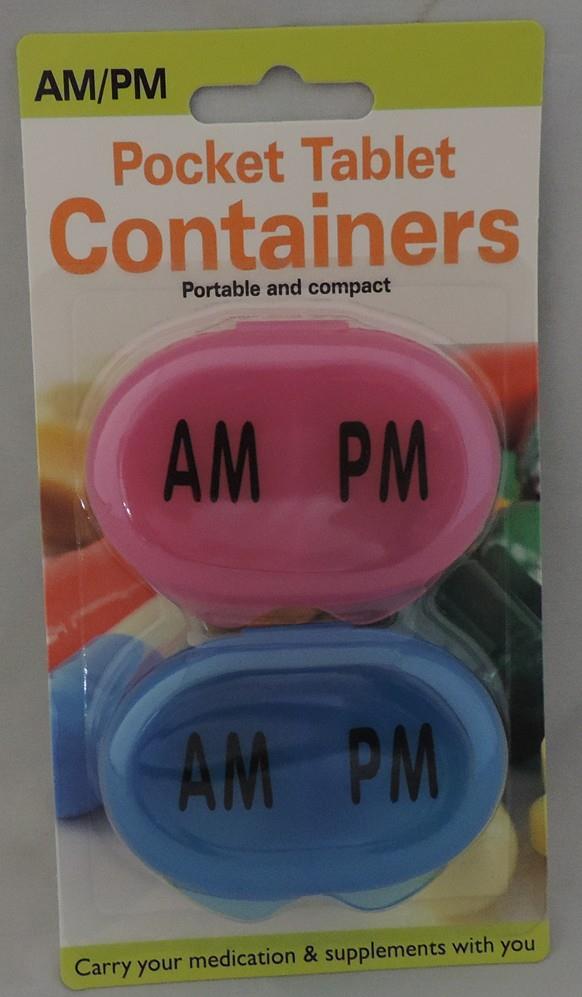 AM/PM
Pocket Tablet
Containers
Portable and compact
AM PM
AM PM
Carry your medication & supplements with you